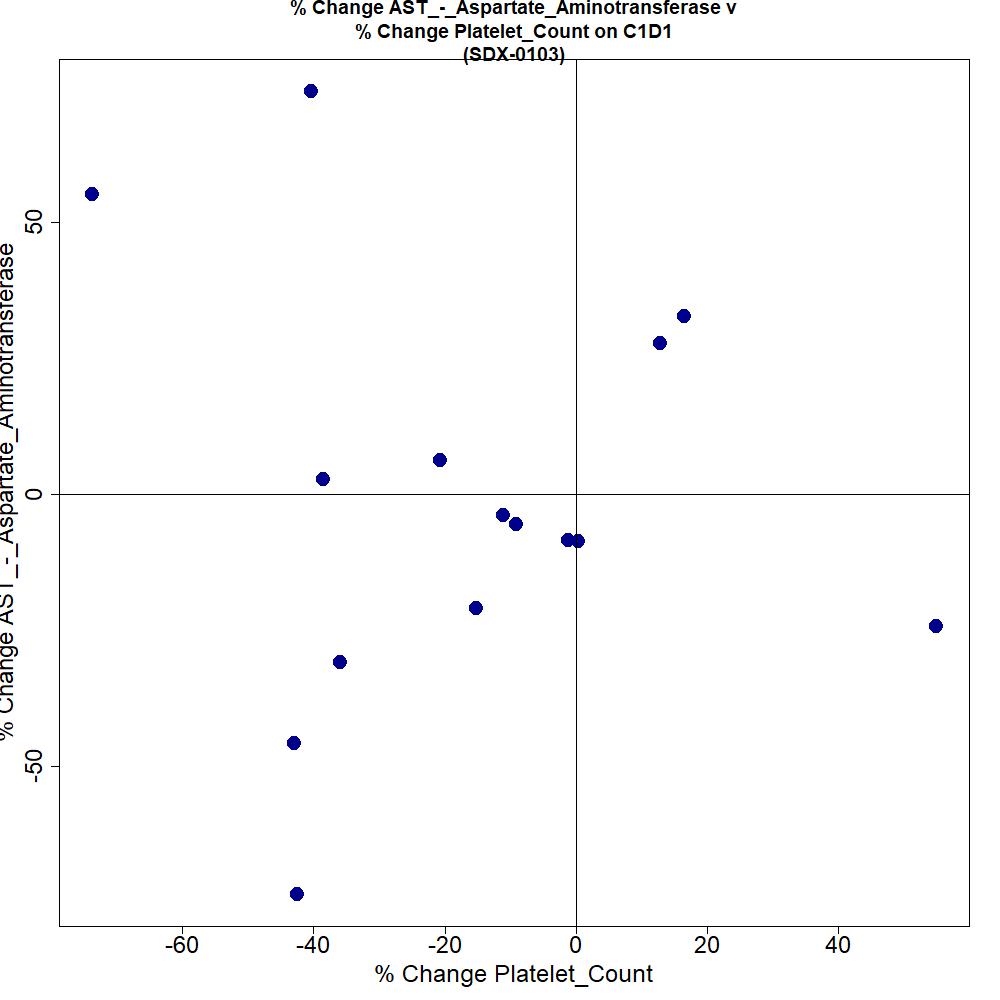 % Change AST_-_Aspartate_Aminotransferase v
% Change Platelet_Count on C1D1
(SDX-0103)
% Change AST_-_Aspartate_Aminotransferase
50
0
-50
-60
-40
-20
0
20
40
% Change Platelet_Count